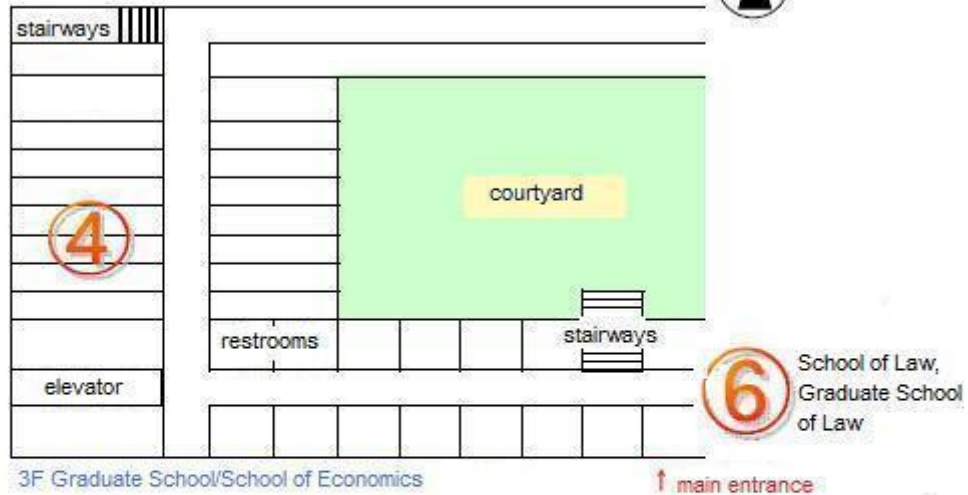 stairways
courtyard
4
restrooms
stairways
elevator
6
School of Law,
Graduate School
of Law
3F Graduate School/School of Economics
↑ main entrance